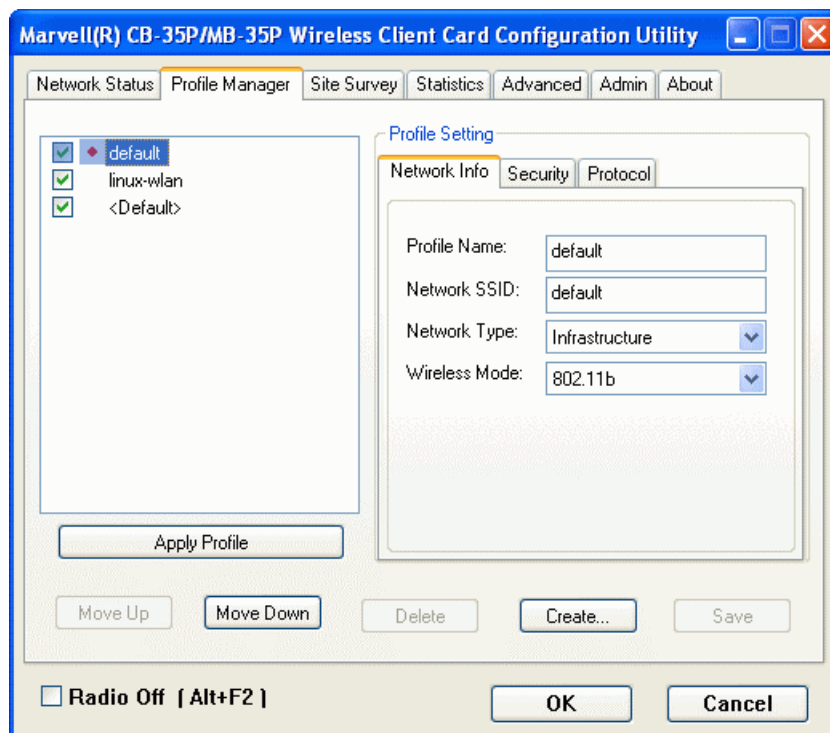 Marvell(R) CB-35P/MB-35P Wireless Client Card Configuration Utility
Network Status Profile Manager Site Survey Statistics Advanced Admin About
default
linux-wlan
<Default>
Apply Profile
Profile Setting
Network Info Security Protocol
Profile Name: default
Network SSID: default
Network Type: Infrastructure
Wireless Mode: 802.11b
Move Up Move Down Delete Create... Save
Radio Off (Alt+F2) OK Cancel